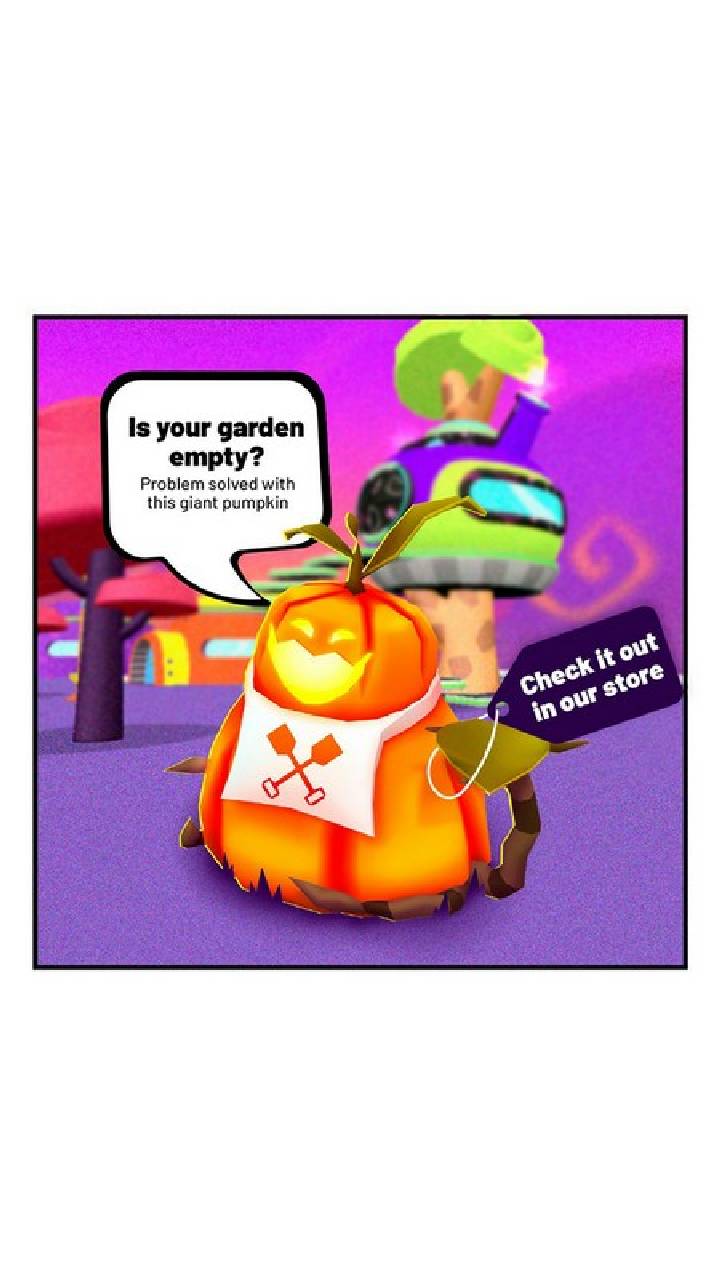 Is your garden
empty?
Problem solved with
this giant pumpkin
Check it out
in our store